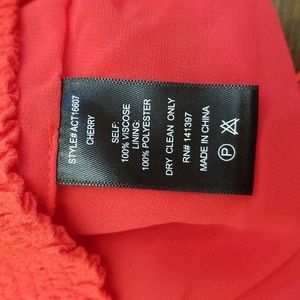 STYLE# ACT16607
CHERRY
SELF:
100% VISCOSE
LINING:
100% POLYESTER
DRY CLEAN ONLY
RN# 141397
MADE IN CHINA
P